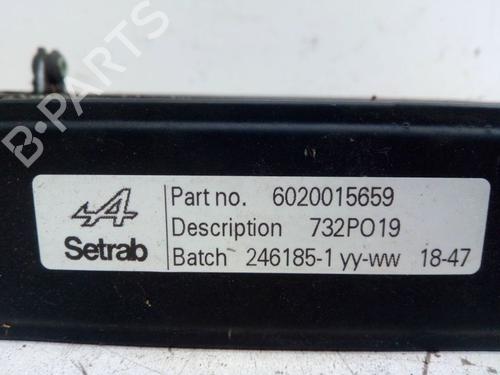 B-PARTS
Setrab
Part no. 6020015659
Description 732PO19
Batch 246185-1 yy-ww 18-47